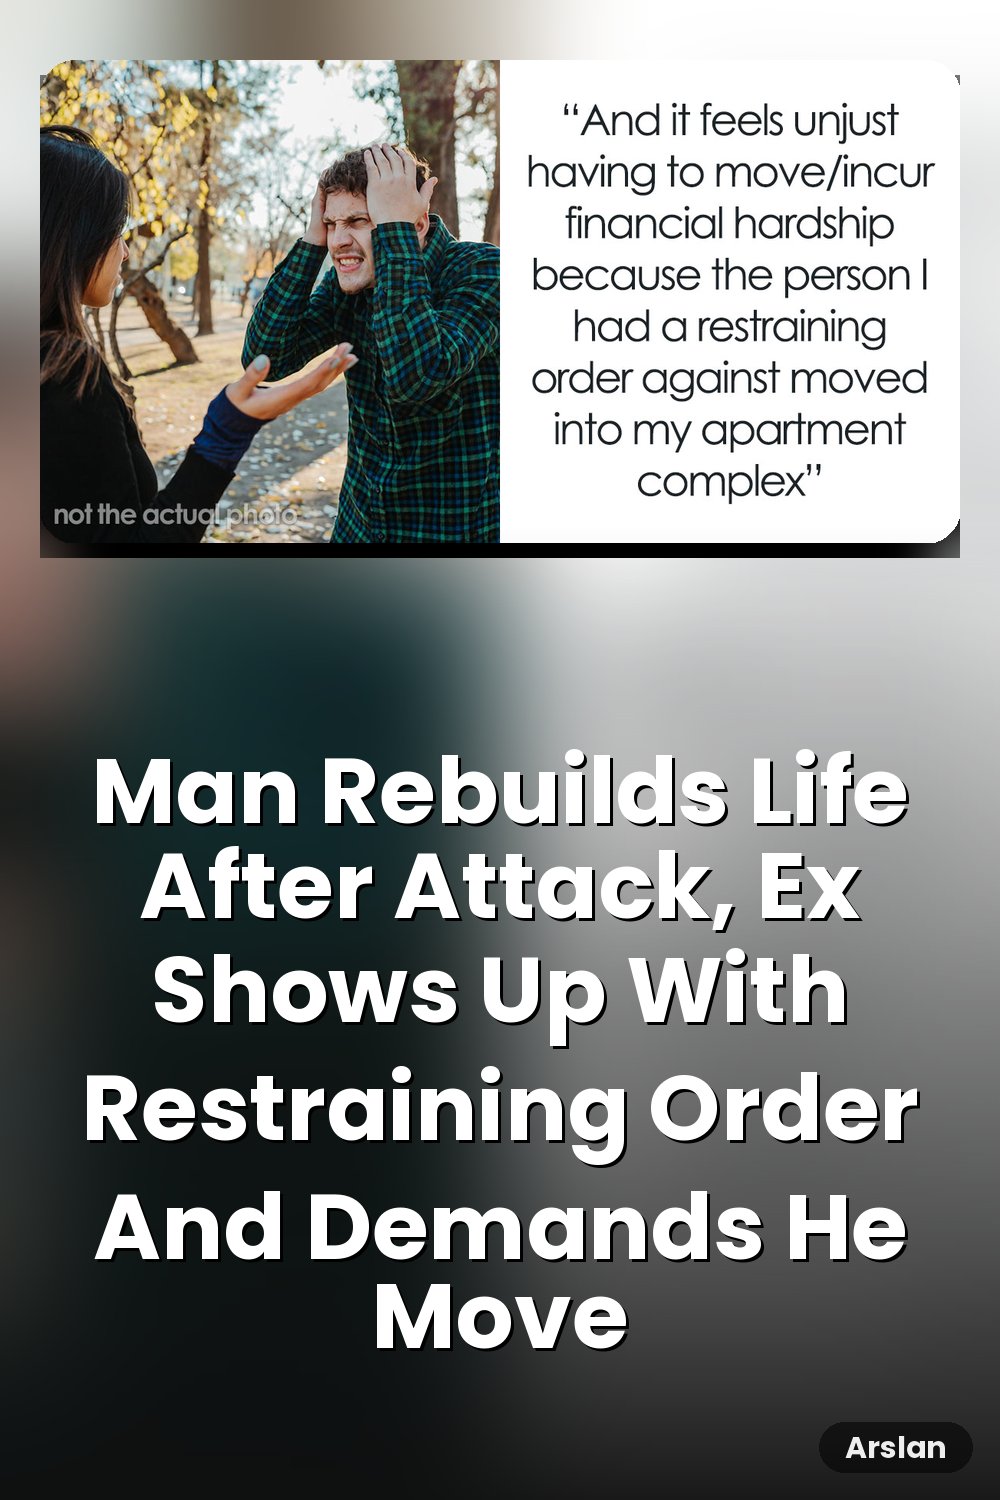 “And it feels unjust
having to move/incur
financial hardship
because the person I
had a restraining
order against moved
into my apartment
complex”
not the actual photo
Man Rebuilds Life
After Attack, Ex
Shows Up With
Restraining Order
And Demands He
Move
Arslan